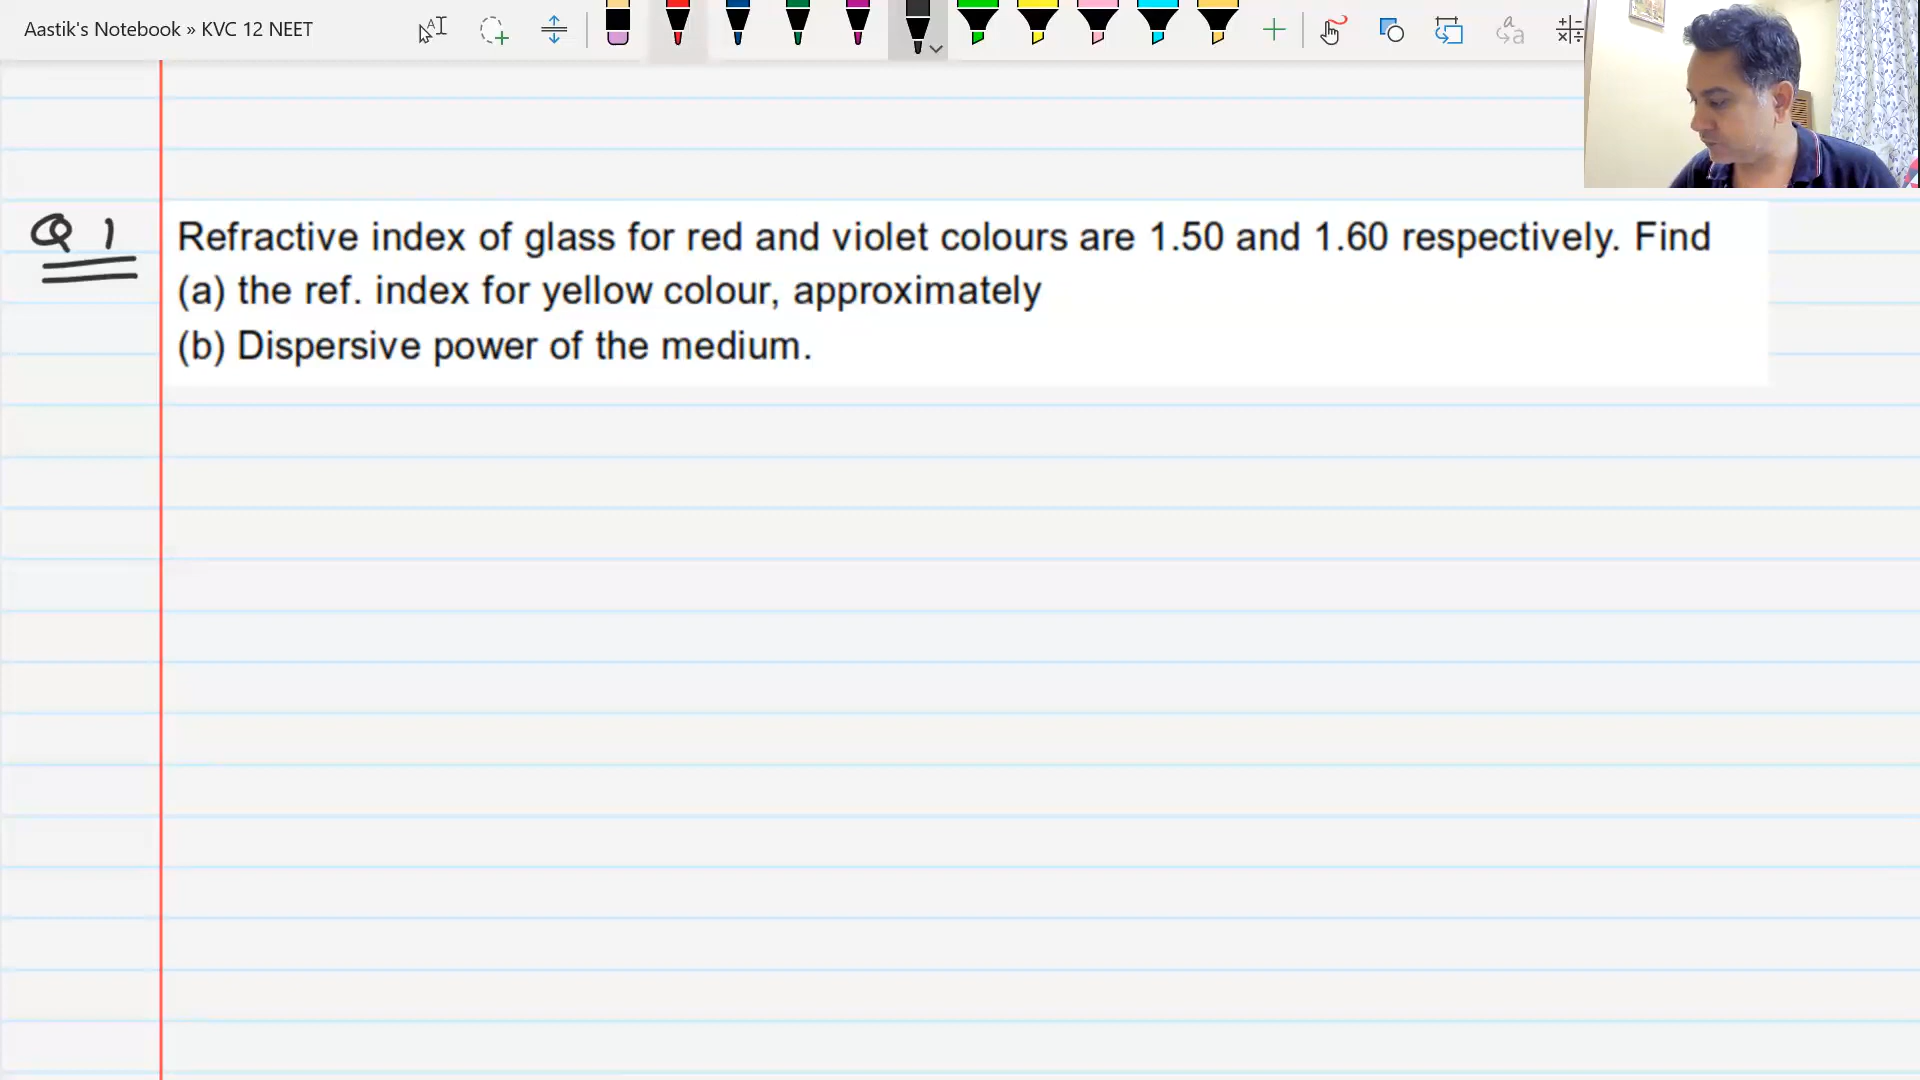 Aastik's Notebook » KVC 12 NEET
Q 1
Refractive index of glass for red and violet colours are 1.50 and 1.60 respectively. Find
(a) the ref. index for yellow colour, approximately
(b) Dispersive power of the medium.